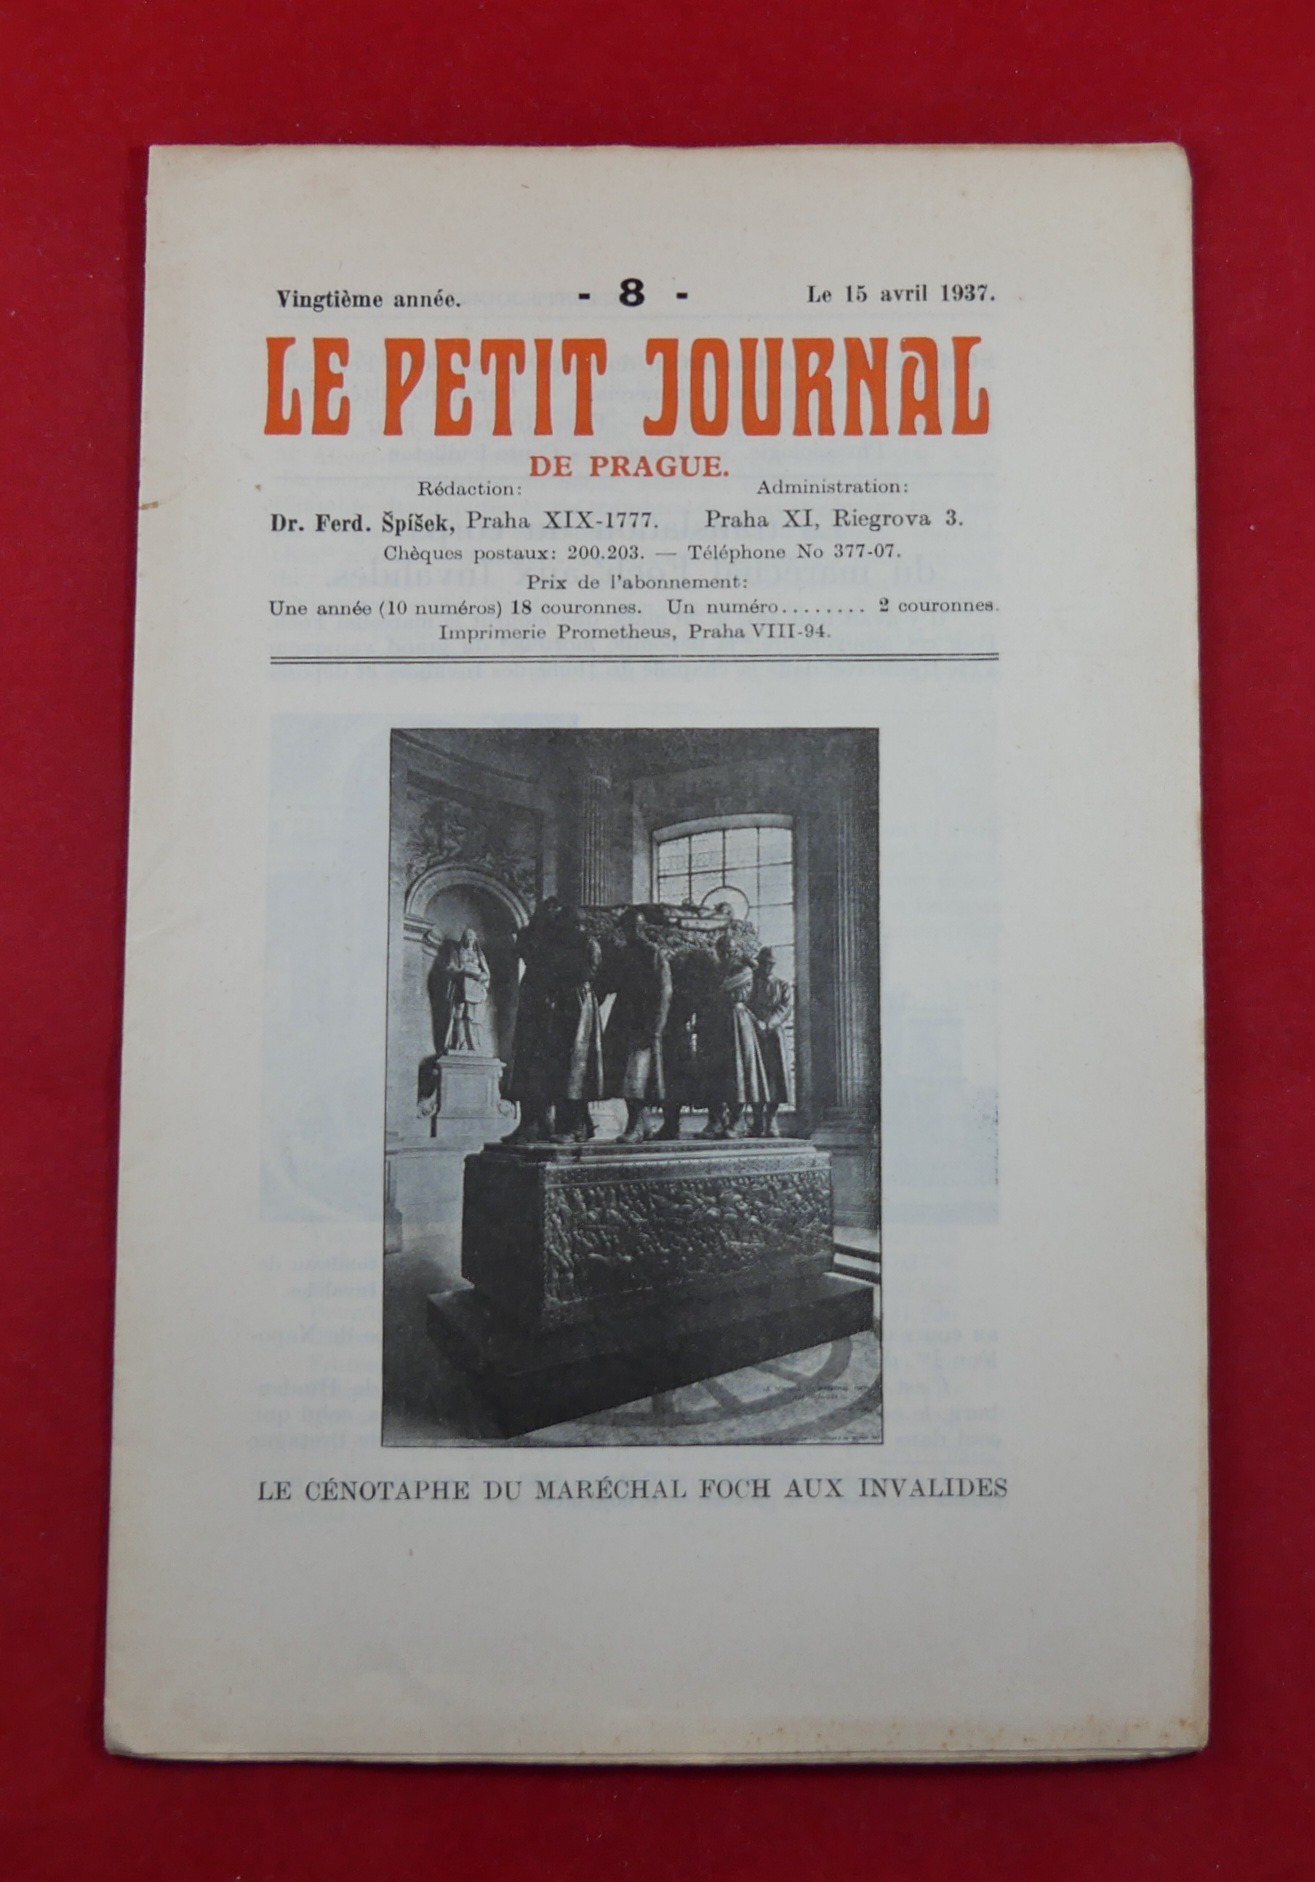 Vingtième année. - 8 - Le 15 avril 1937.
LE PETIT JOURNAL
DE PRAGUE.
Rédaction: Administration:
Dr. Ferd. Špíšek, Praha XIX-1777. Praha XI, Riegrova 3.
Chèques postaux: 200.203. — Téléphone No 377-07.
Prix de l'abonnement:
Une année (10 numéros) 18 couronnes. Un numéro........ 2 couronnes.
Imprimerie Prometheus, Praha VIII-94.
LE CÉNOTAPHE DU MARÉCHAL FOCH AUX INVALIDES